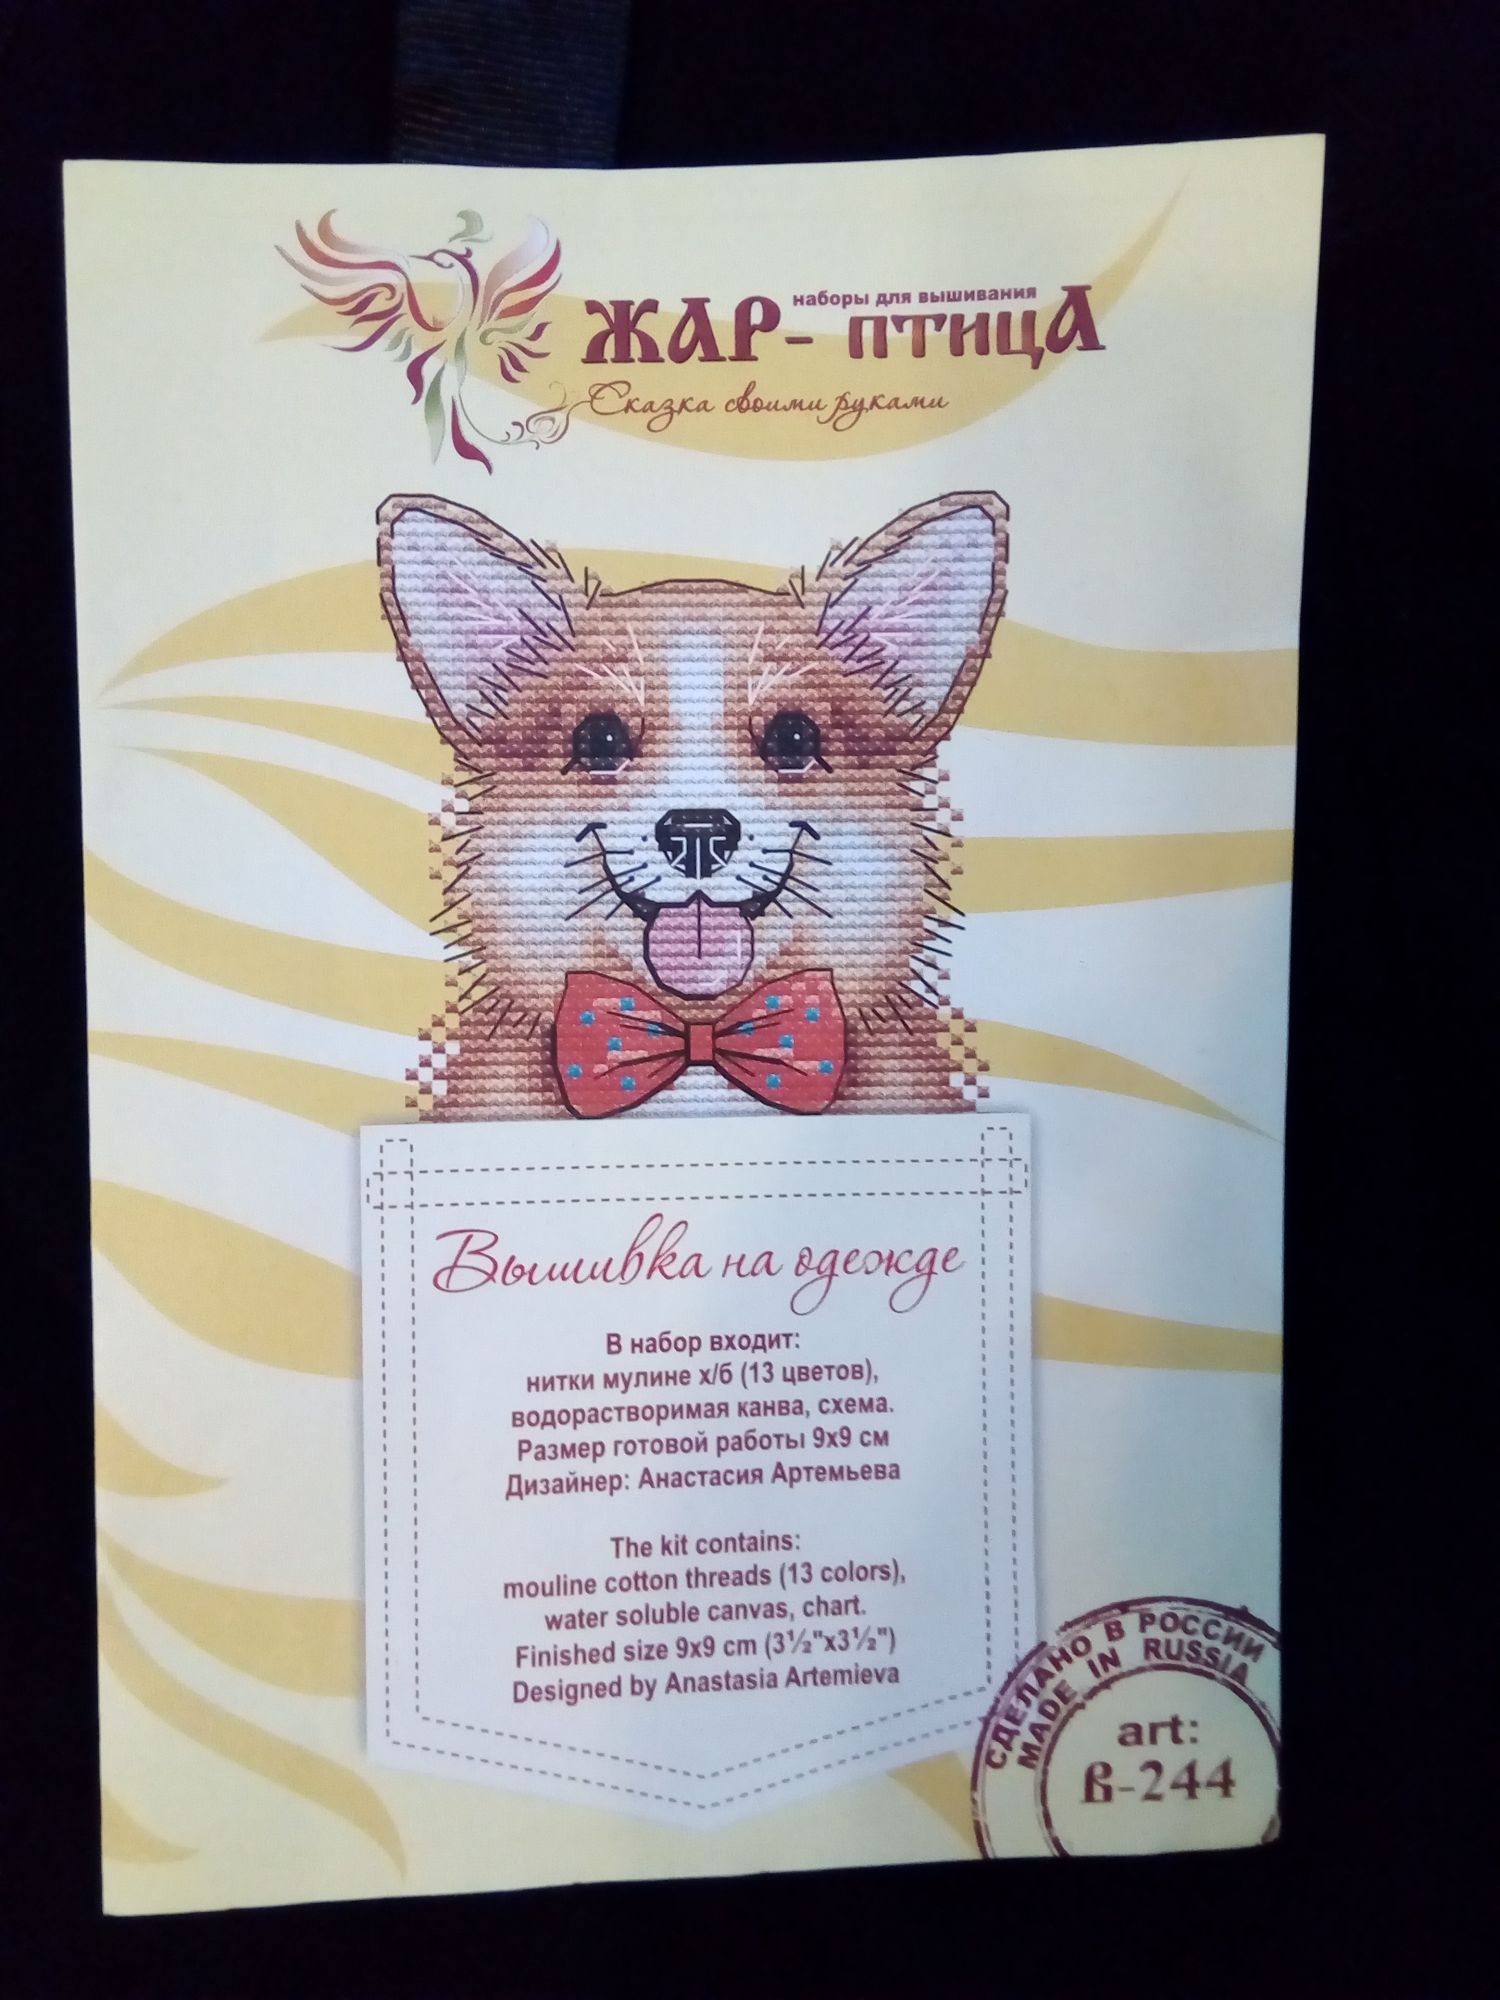 наборы для вышивания
ЖАР-ПТИЦА
Сказка своими руками
Вышивка на одежде
В набор входит:
нитки мулине х/б (13 цветов),
водорастворимая канва, схема.
Размер готовой работы 9х9 см
Дизайнер: Анастасия Артемьева
The kit contains:
mouline cotton threads (13 colors),
water soluble canvas, chart.
Finished size 9x9 cm (3½"x3½")
Designed by Anastasia Artemieva
СДЕЛАНО В РОССИИ
MADE IN RUSSIA
art:
В-244